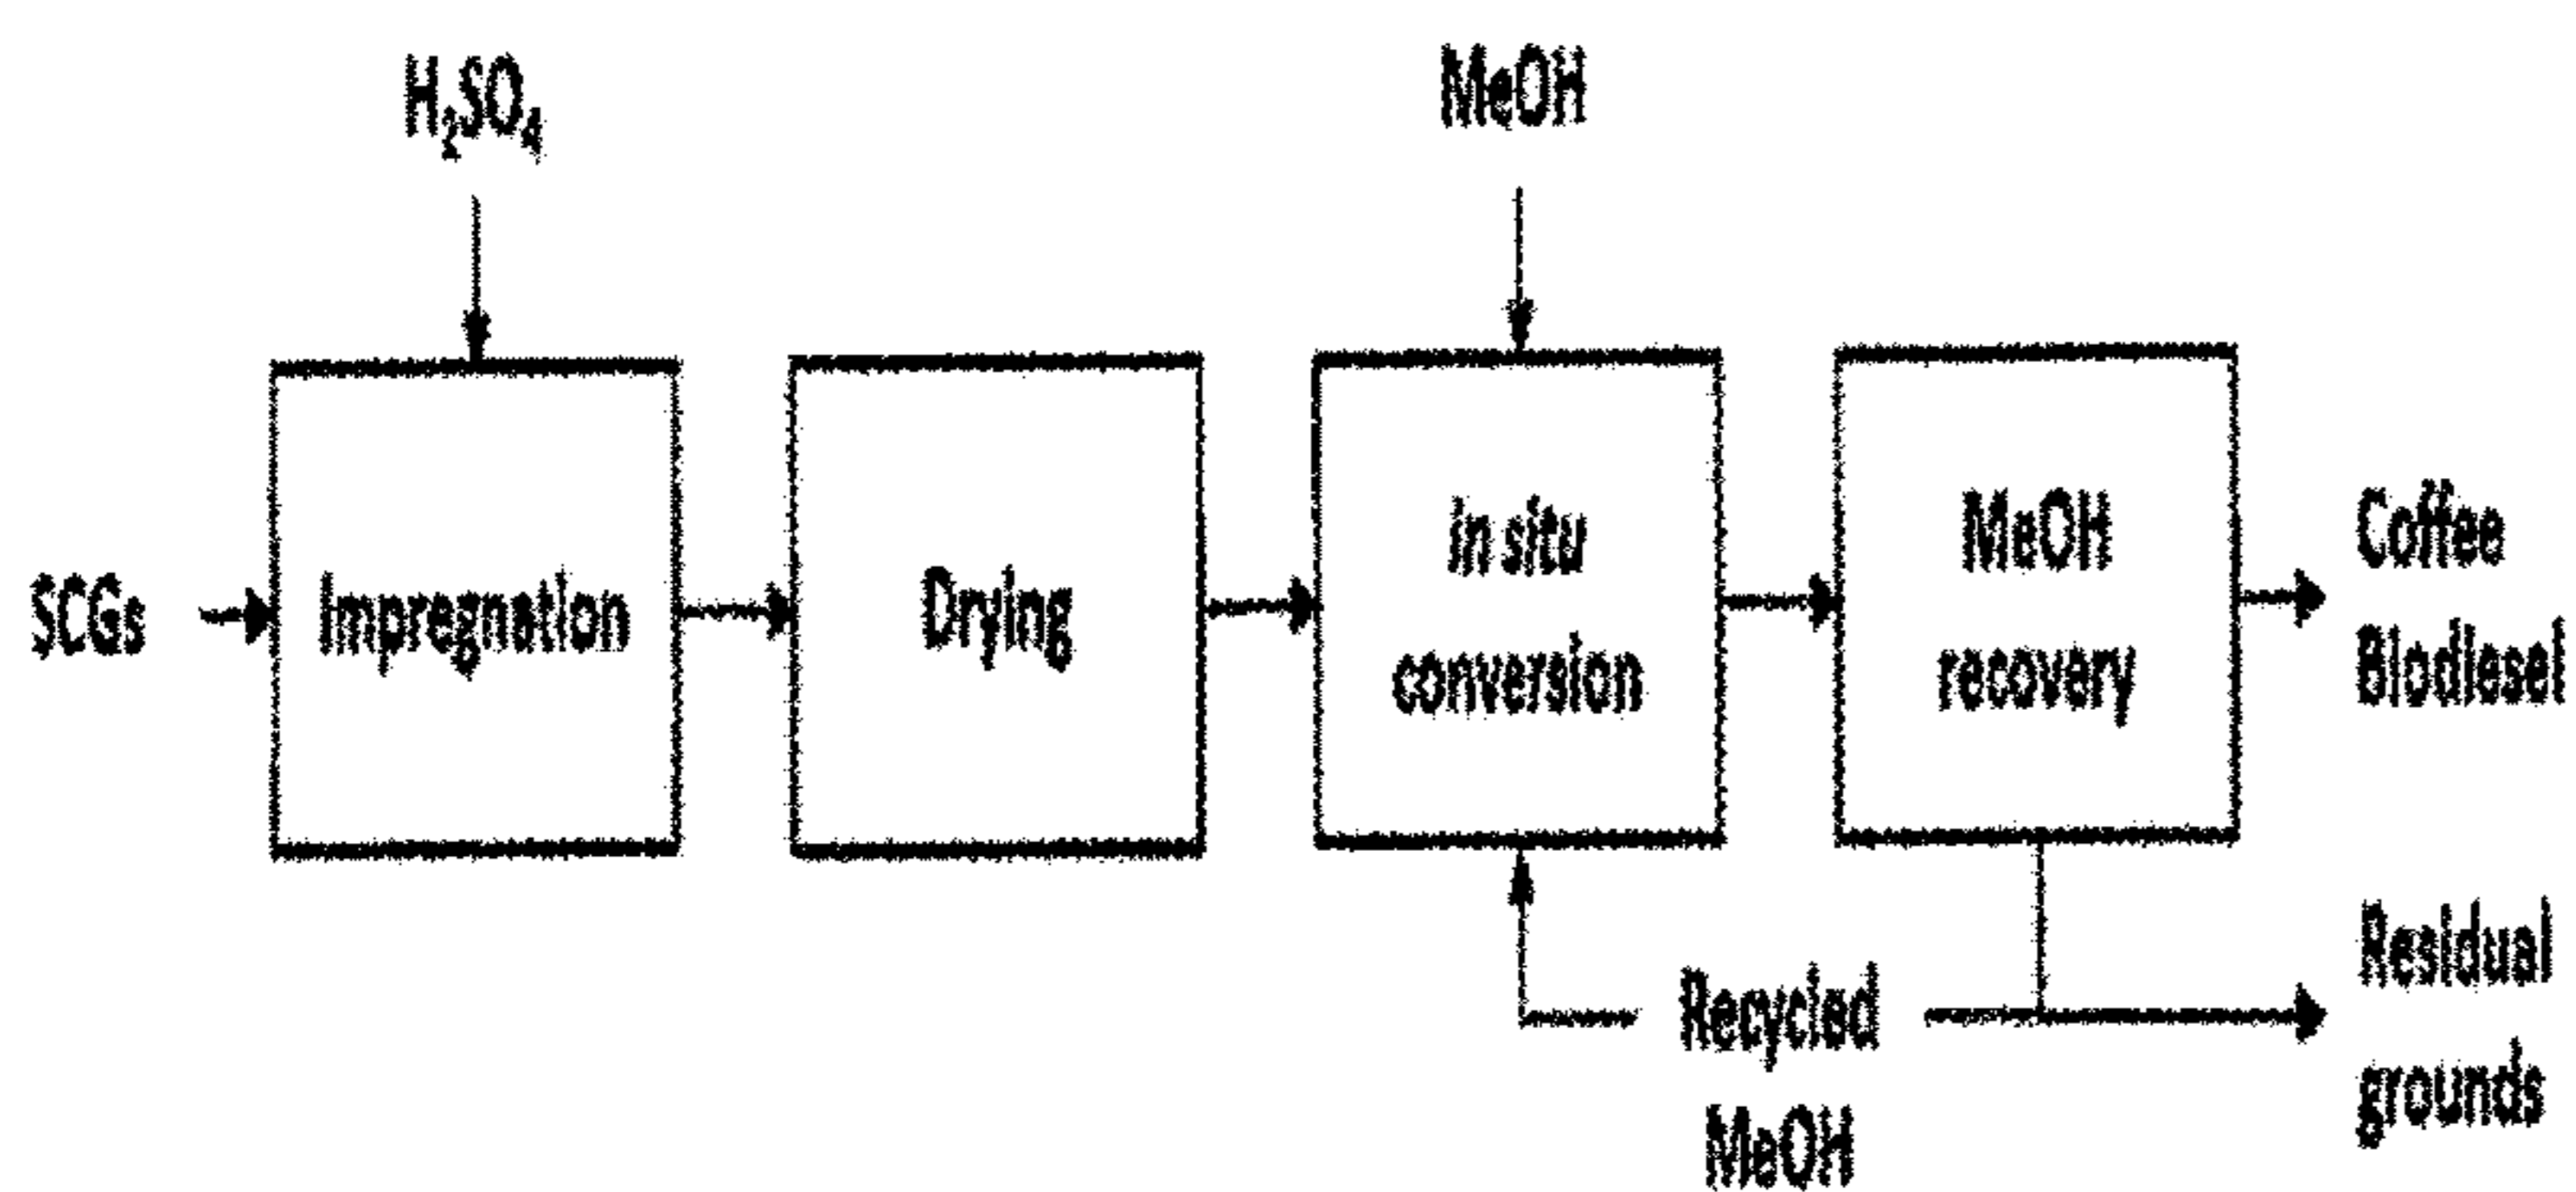 H₂SO₄
MeOH
SCGs
Impregnation
Drying
in situ
conversion
MeOH
recovery
Coffee
Biodiesel
Recycled
MeOH
Residual
grounds